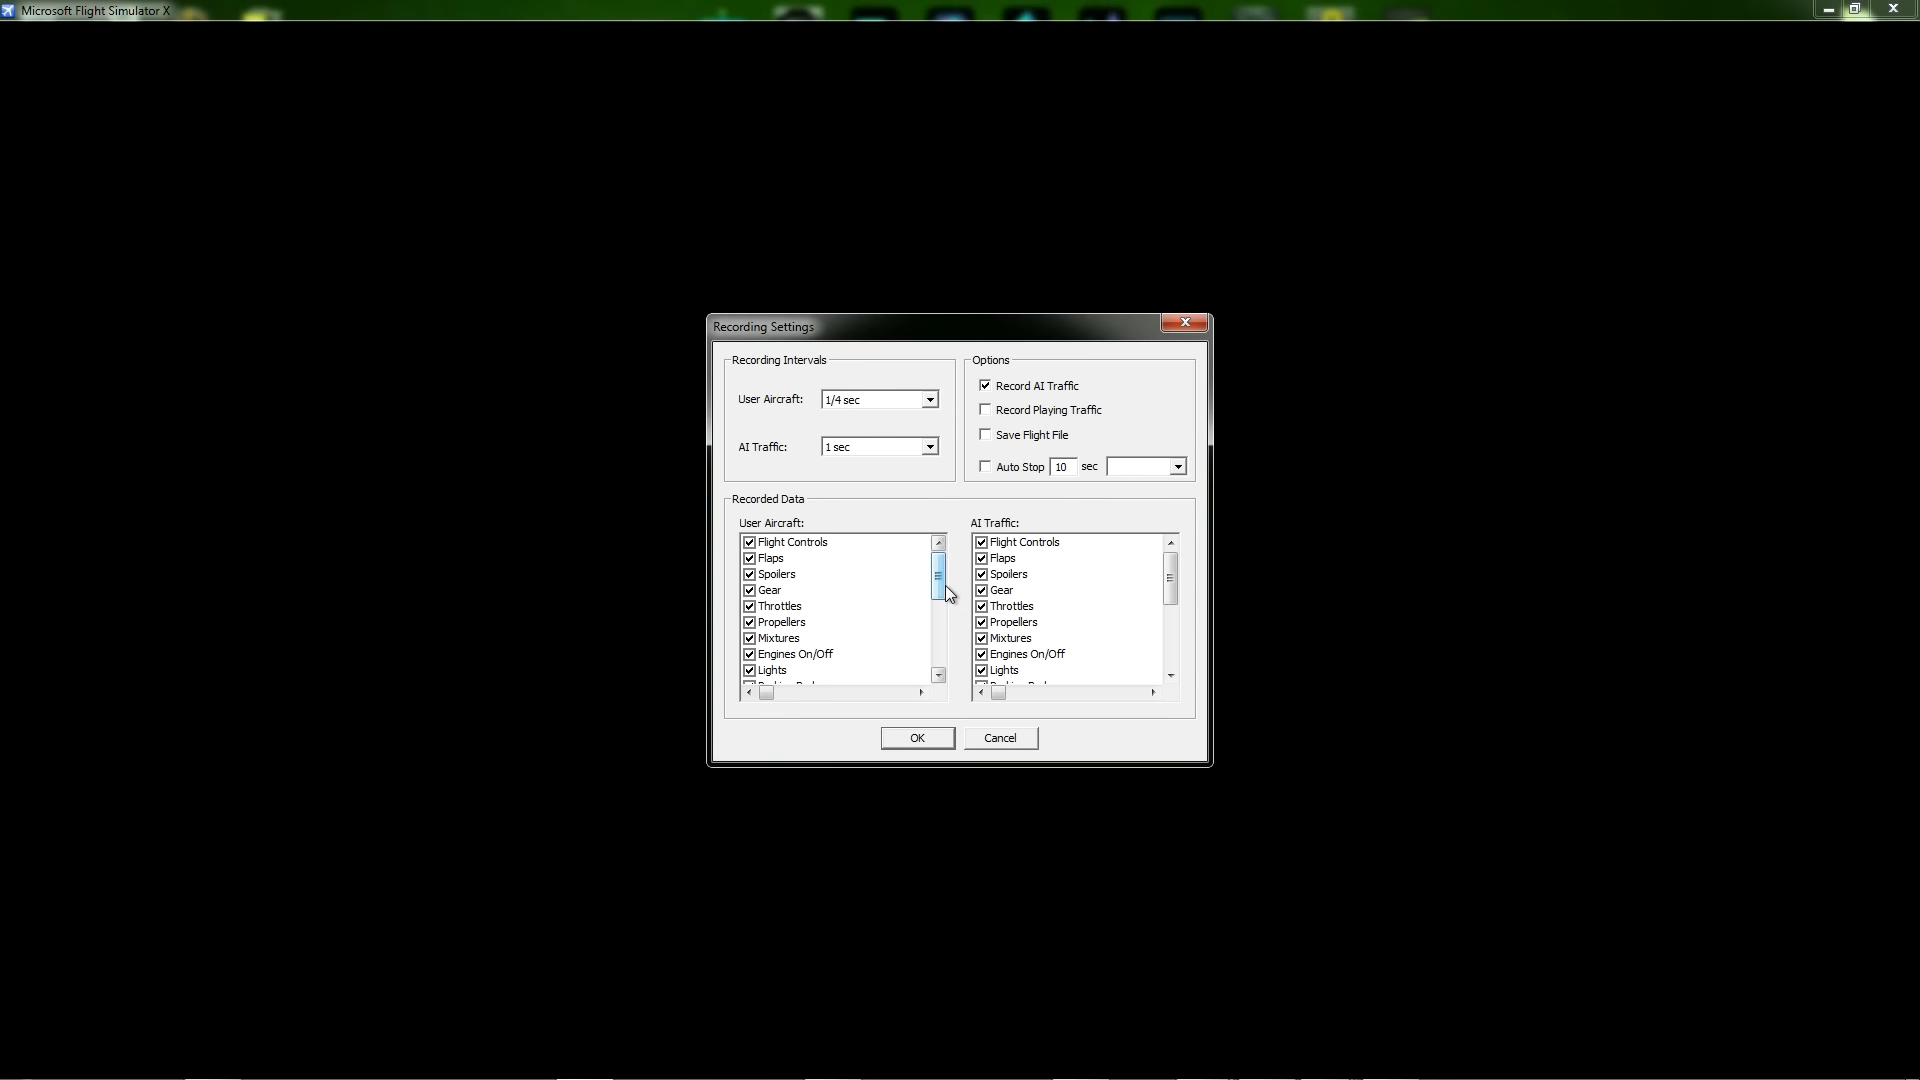 Microsoft Flight Simulator X
Recording Settings
Recording Intervals
User Aircraft: 1/4 sec
AI Traffic: 1 sec
Options
Record AI Traffic
Record Playing Traffic
Save Flight File
Auto Stop 10 sec
Recorded Data
User Aircraft:
Flight Controls
Flaps
Spoilers
Gear
Throttles
Propellers
Mixtures
Engines On/Off
Lights
AI Traffic:
Flight Controls
Flaps
Spoilers
Gear
Throttles
Propellers
Mixtures
Engines On/Off
Lights
OK Cancel